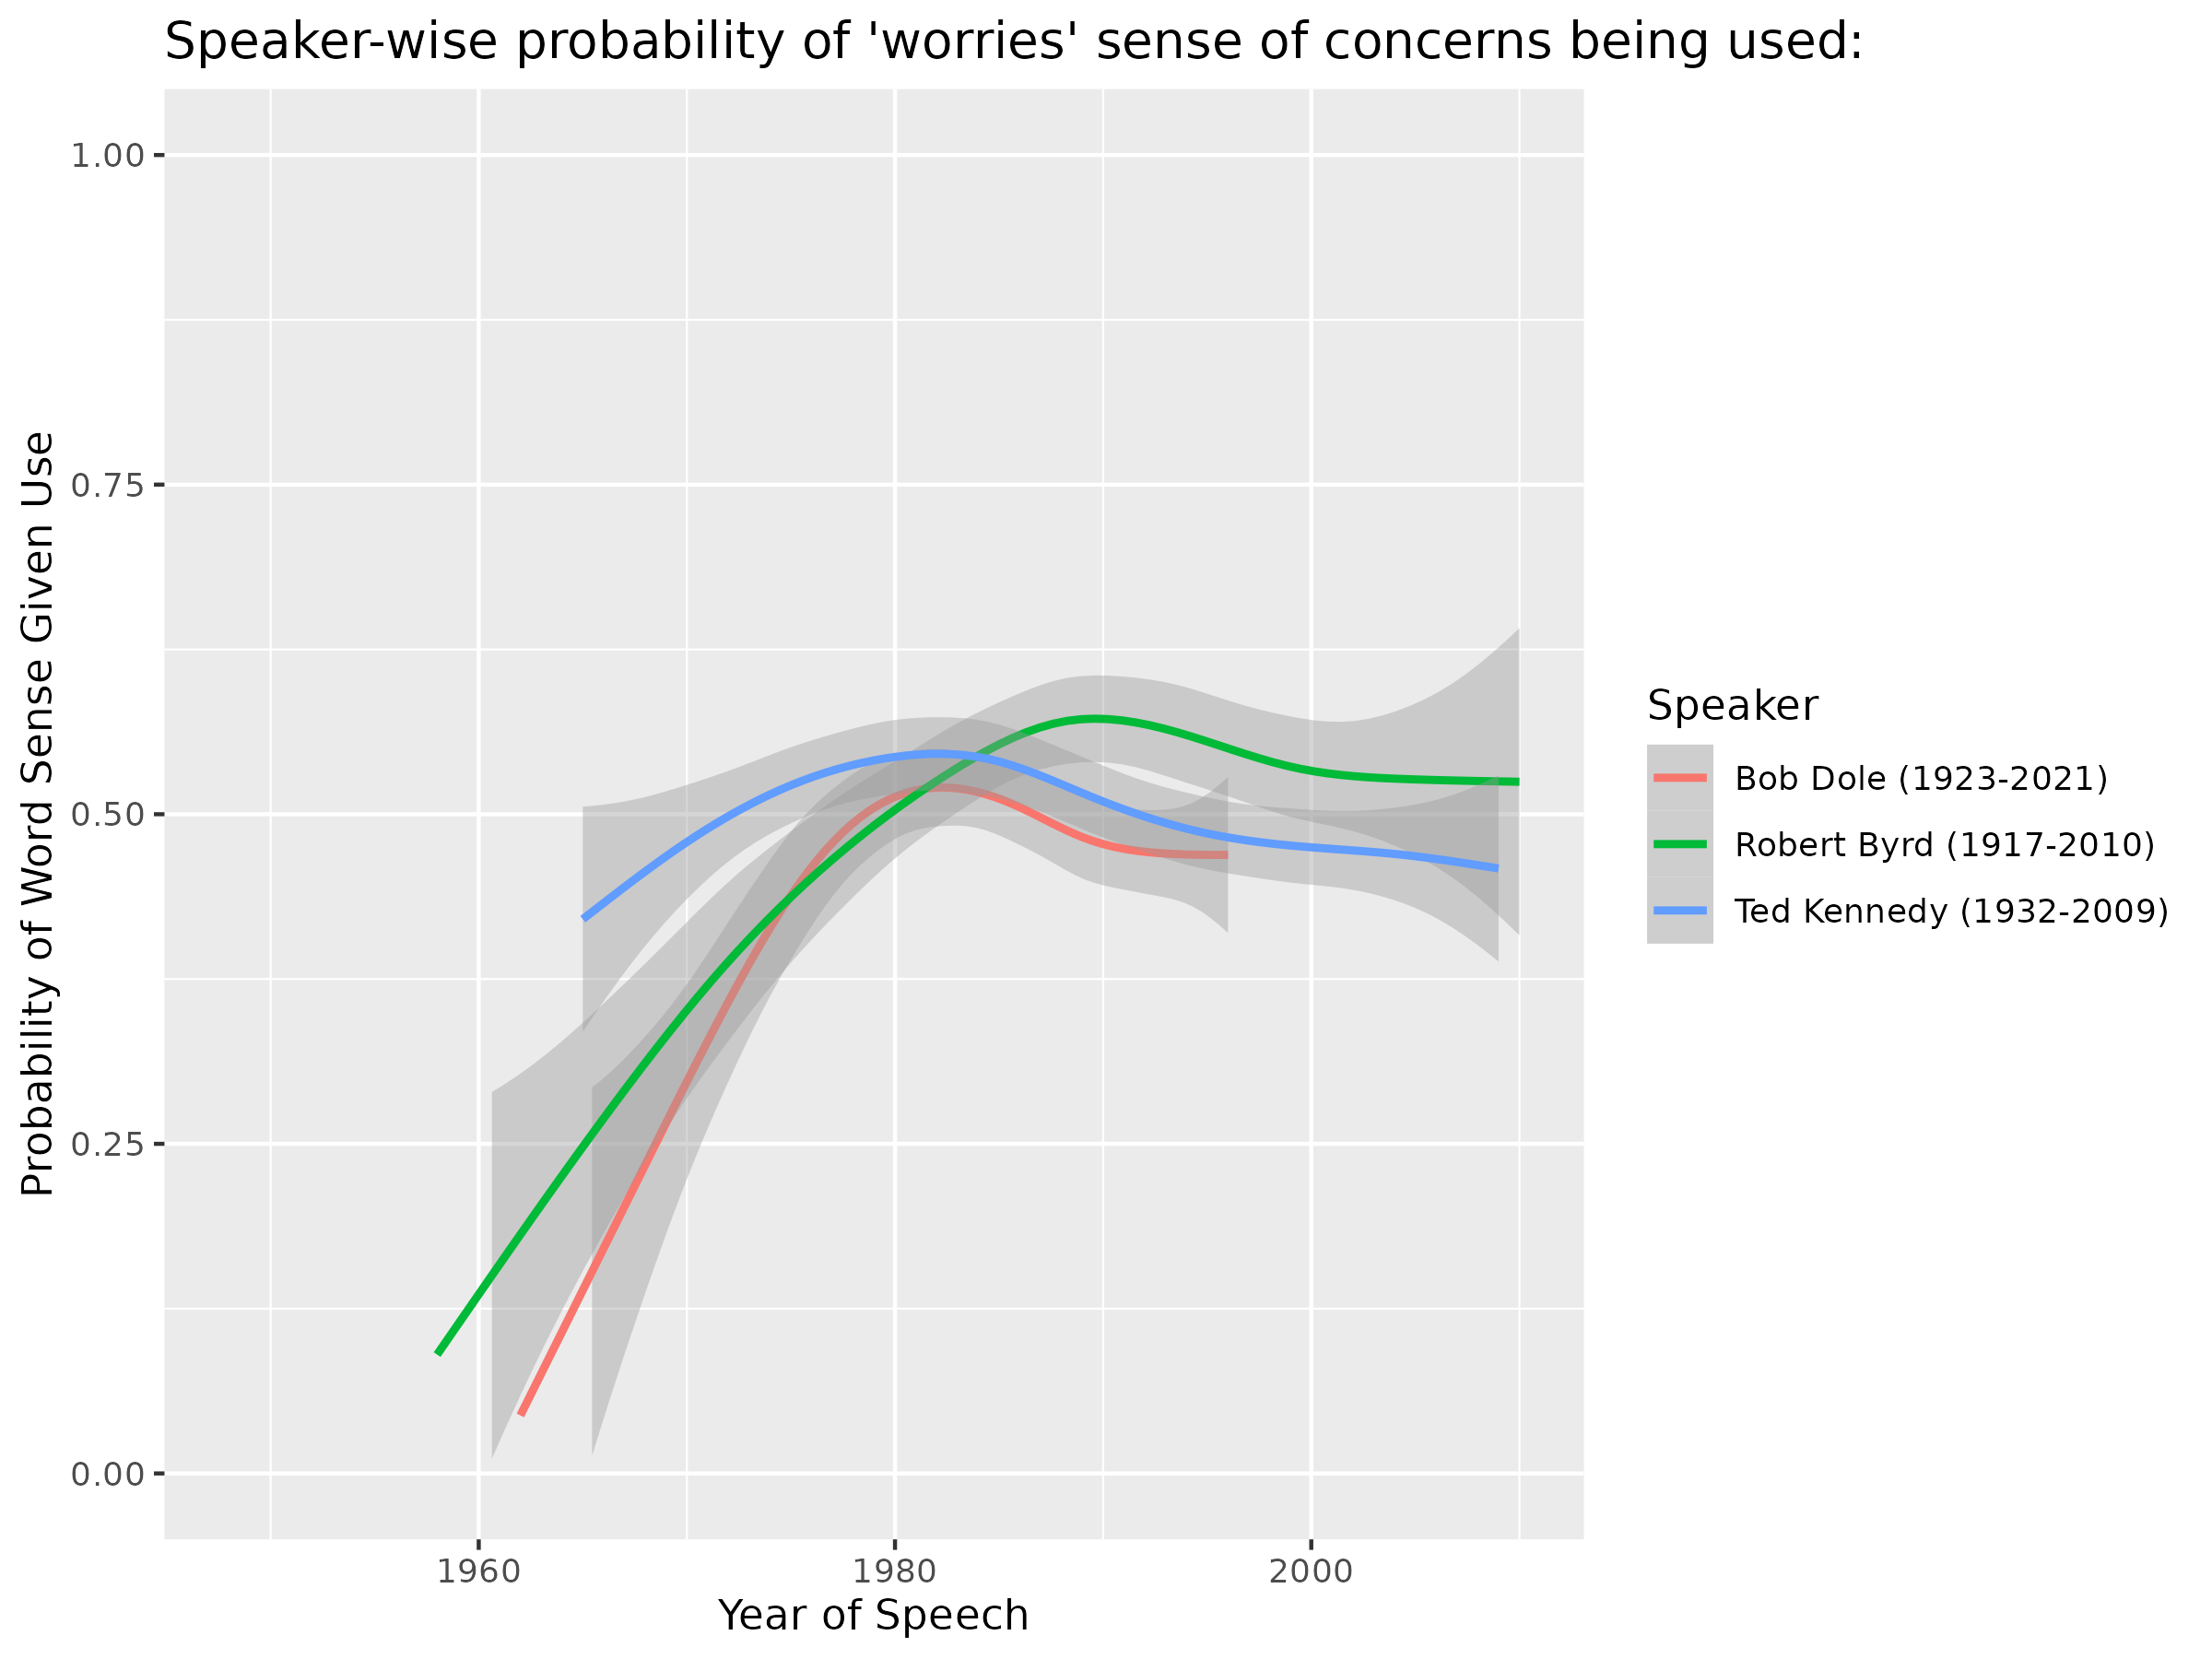 Speaker-wise probability of 'worries' sense of concerns being used:
Probability of Word Sense Given Use
1.00
0.75
0.50
0.25
0.00
1960
1980
2000
Year of Speech
Speaker
Bob Dole (1923-2021)
Robert Byrd (1917-2010)
Ted Kennedy (1932-2009)